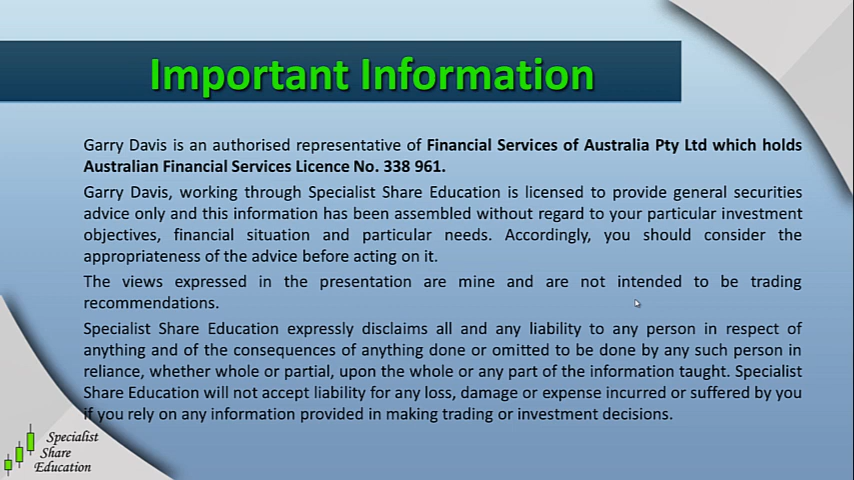 Important Information
Garry Davis is an authorised representative of Financial Services of Australia Pty Ltd which holds
Australian Financial Services Licence No. 338 961.
Garry Davis, working through Specialist Share Education is licensed to provide general securities
advice only and this information has been assembled without regard to your particular investment
objectives, financial situation and particular needs. Accordingly, you should consider the
appropriateness of the advice before acting on it.
The views expressed in the presentation are mine and are not intended to be trading
recommendations.
Specialist Share Education expressly disclaims all and any liability to any person in respect of
anything and of the consequences of anything done or omitted to be done by any such person in
reliance, whether whole or partial, upon the whole or any part of the information taught. Specialist
Share Education will not accept liability for any loss, damage or expense incurred or suffered by you
if you rely on any information provided in making trading or investment decisions.
Specialist
Share
Education